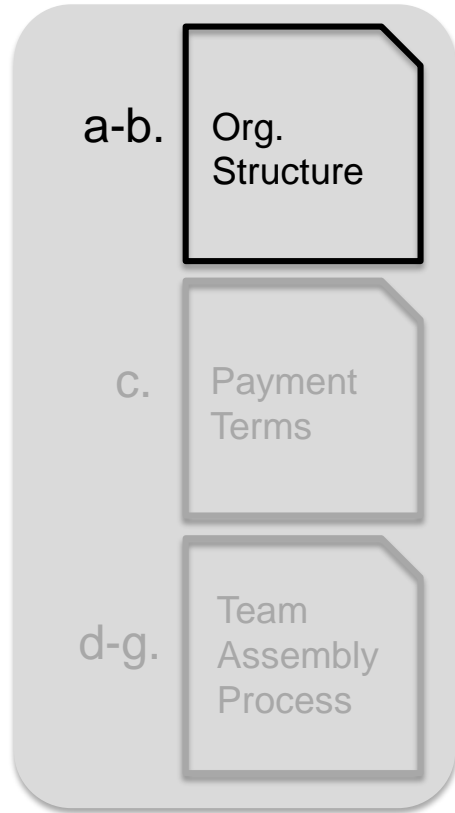 a-b.
Org.
Structure
c.
Payment
Terms
d-g.
Team
Assembly
Process